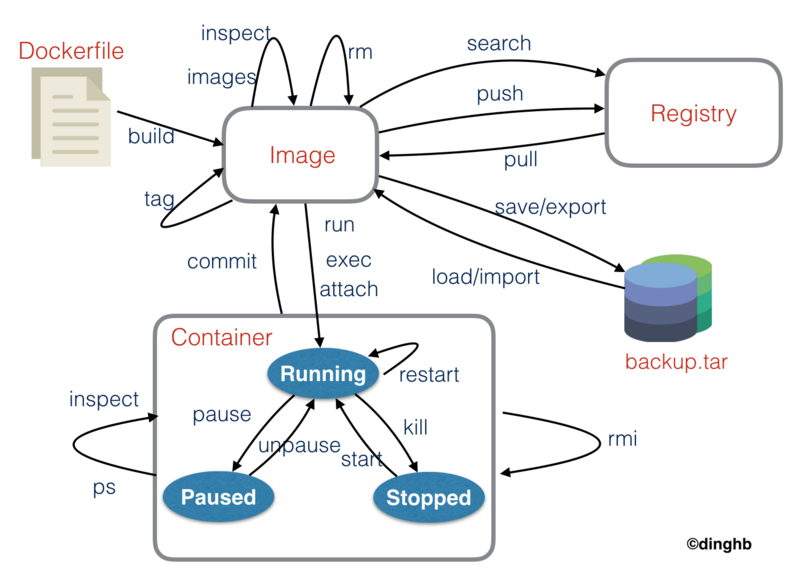 inspect
Dockerfile
search
rm
images
push
Registry
build
Image
pull
tag
save/export
run
commit
exec
load/import
attach
Container
backup.tar
Running
restart
inspect
pause
kill
unpause
start
rmi
ps
Paused
Stopped
©dinghb